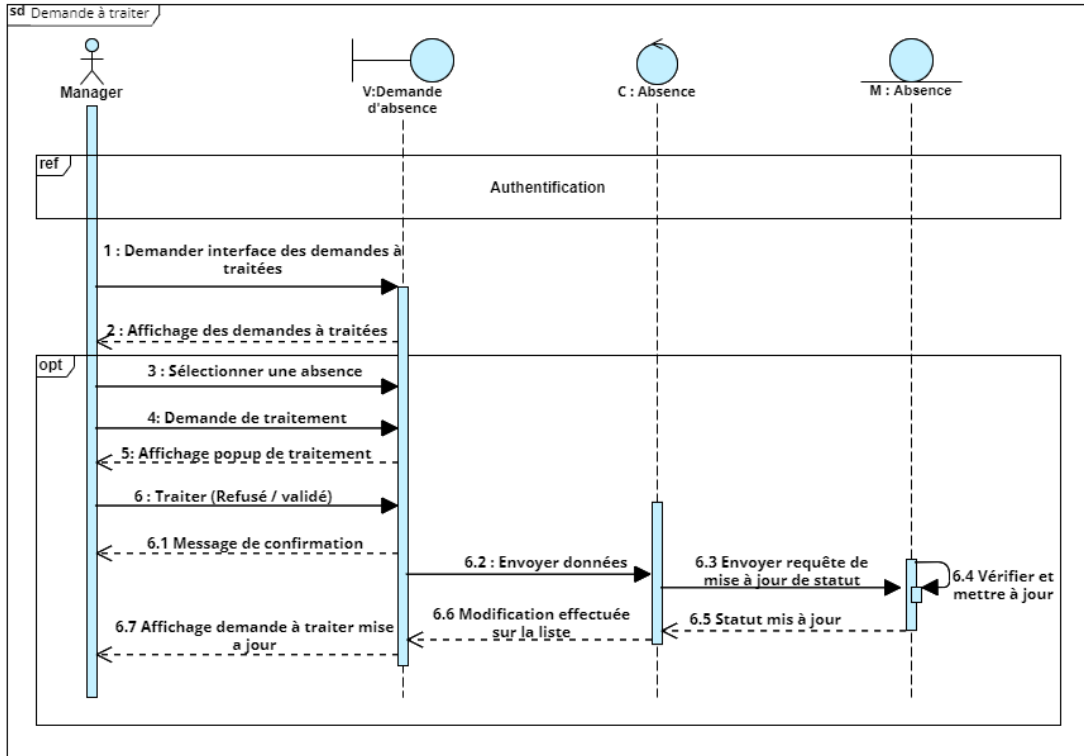 sd Demande à traiter
Manager
V:Demande
d'absence
C : Absence
M : Absence
ref
Authentification
1 : Demander interface des demandes à
traitées
2 : Affichage des demandes à traitées
opt
3 : Sélectionner une absence
4: Demande de traitement
5: Affichage popup de traitement
6 : Traiter (Refusé / validé)
6.1 Message de confirmation
6.2 : Envoyer données
6.3 Envoyer requête de
mise à jour de statut
6.4 Vérifier et
mettre à jour
6.5 Statut mis à jour
6.6 Modification effectuée
sur la liste
6.7 Affichage demande à traiter mise
a jour